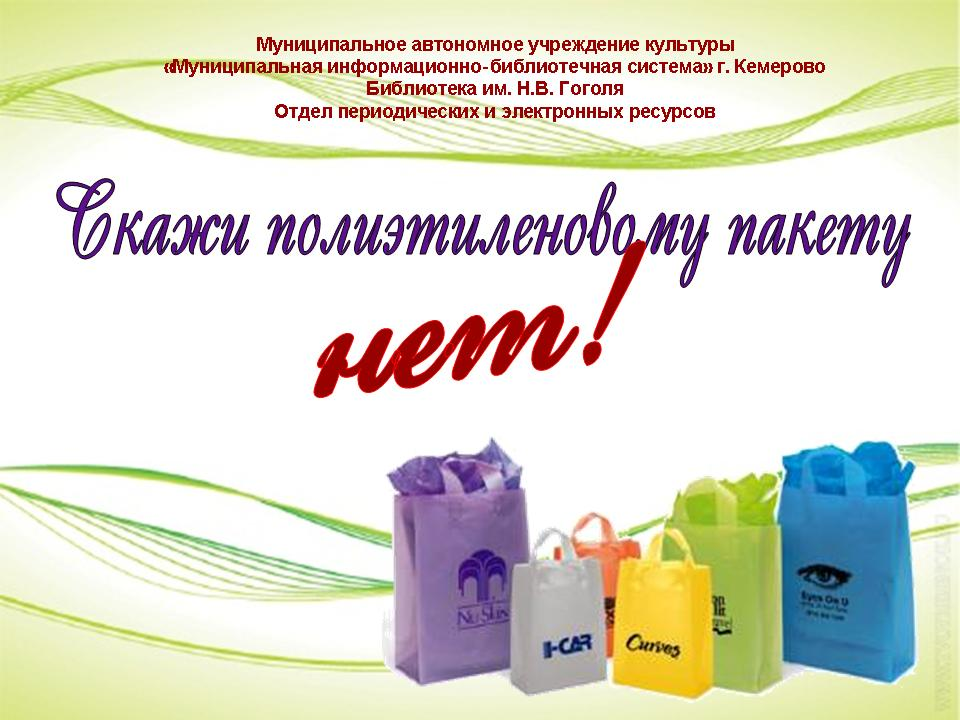 Муниципальное автономное учреждение культуры
«Муниципальная информационно-библиотечная система» г. Кемерово
Библиотека им. Н.В. Гоголя
Отдел периодических и электронных ресурсов
Скажи полиэтиленовому пакету
нет!
NU SKIN
I-CAR
Curves
Eyes On U